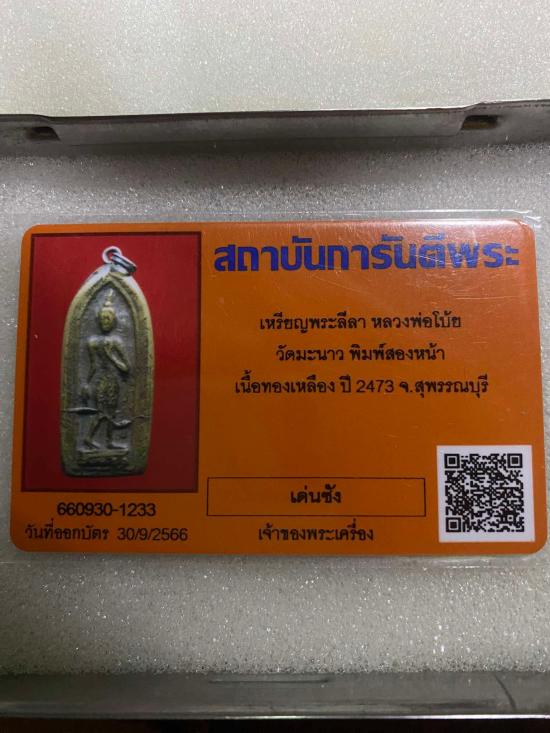 สถาบันการันตีพระ
เหรียญพระลีลา หลวงพ่อโบ้ย
วัดมะนาว พิมพ์สองหน้า
เนื้อทองเหลือง ปี 2473 จ.สุพรรณบุรี
เด่นซัง
เจ้าของพระเครื่อง
660930-1233
วันที่ออกบัตร 30/9/2566